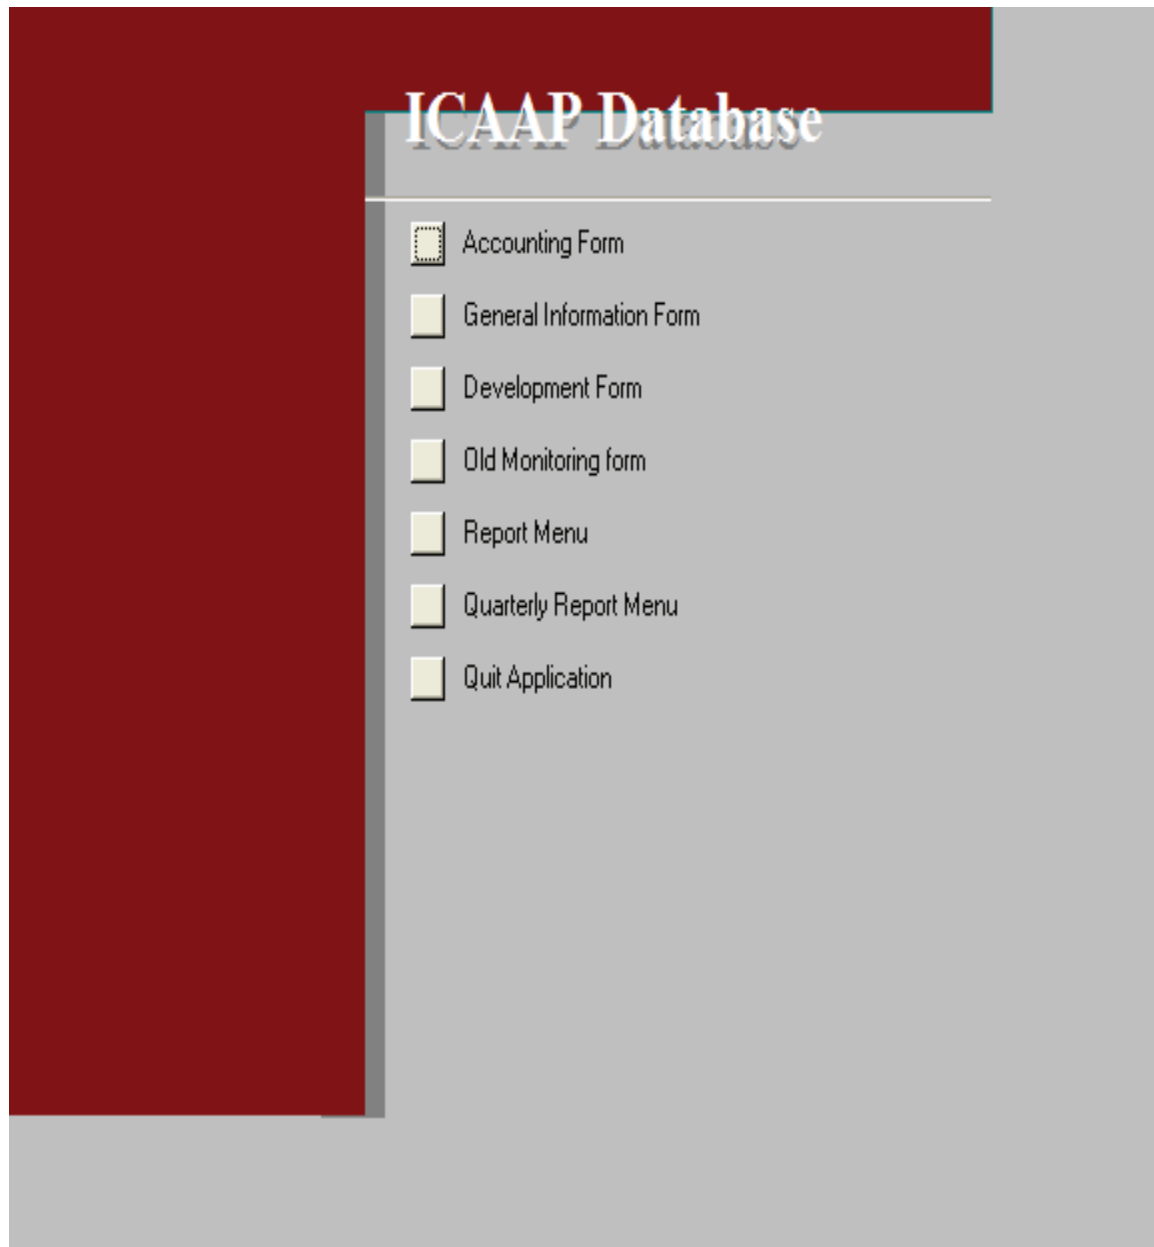 ICAAP Database
Accounting Form
General Information Form
Development Form
Old Monitoring form
Report Menu
Quarterly Report Menu
Quit Application